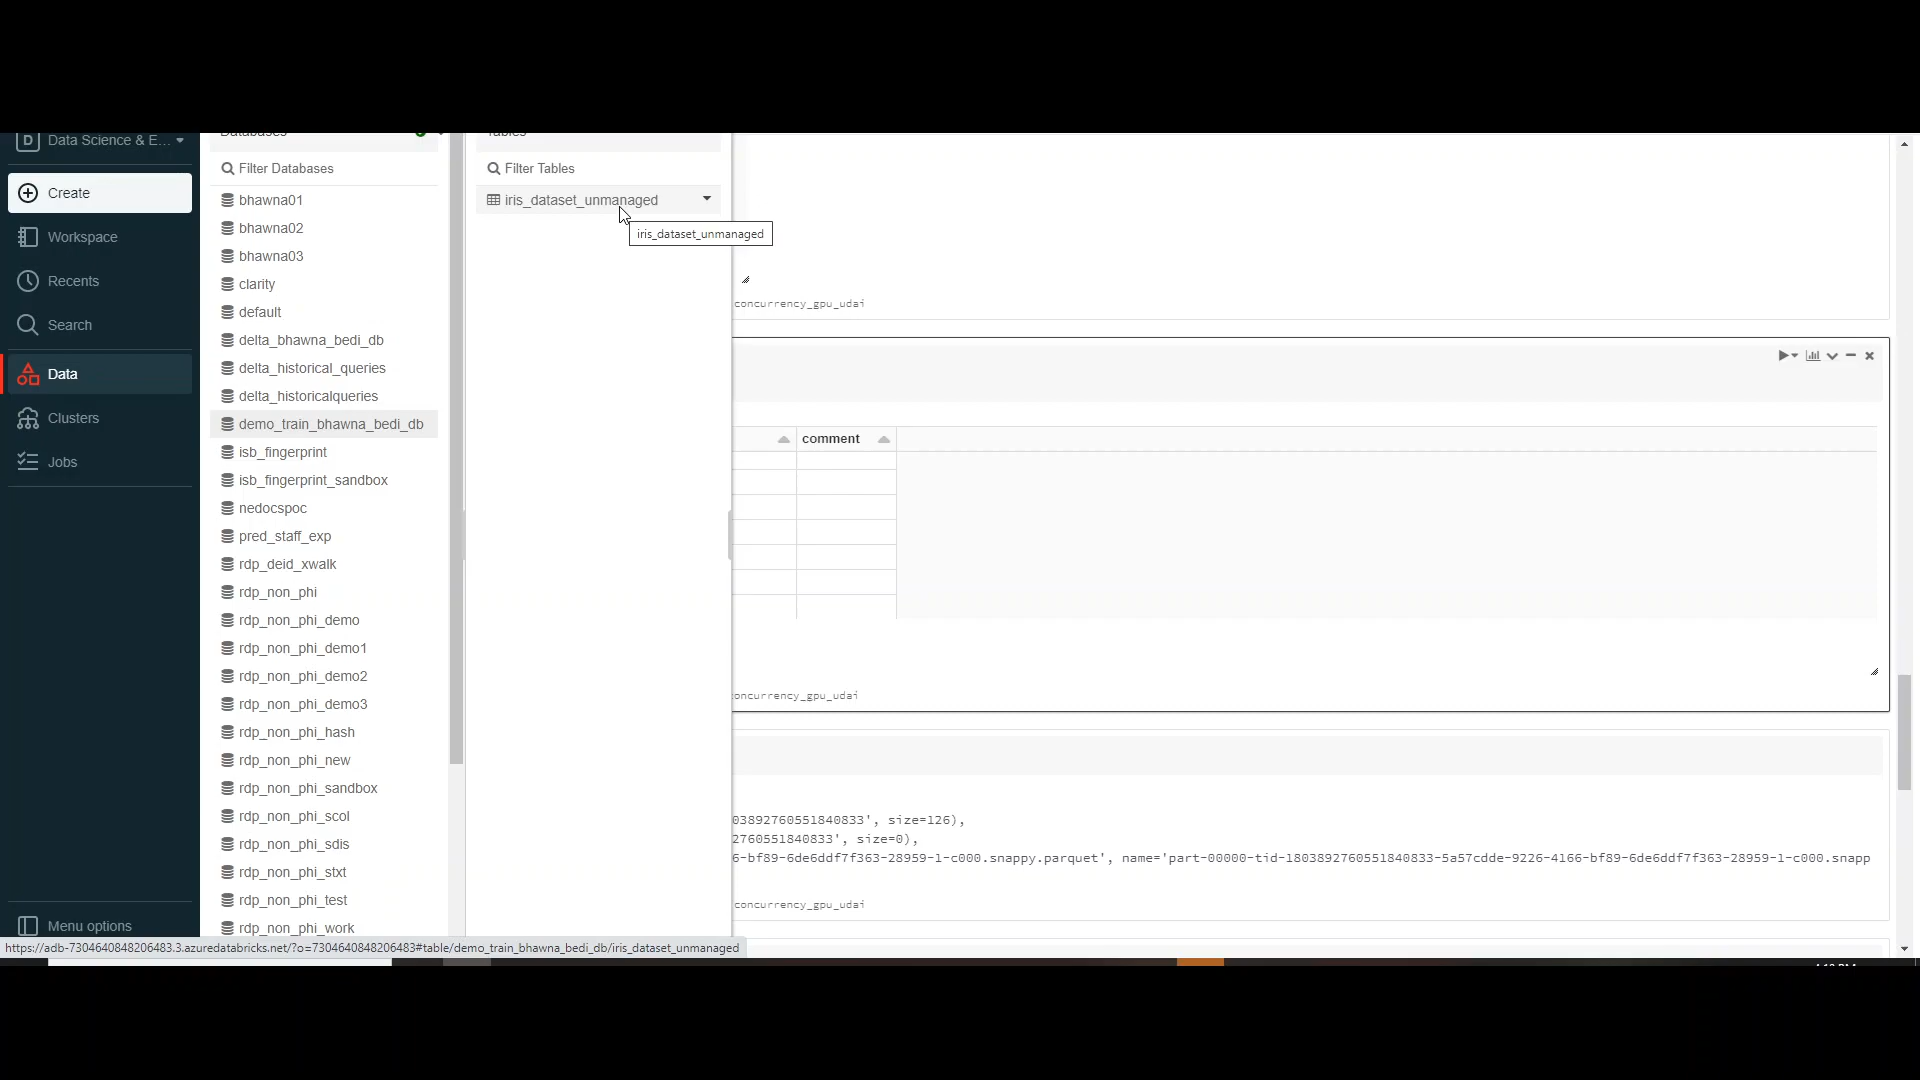 Data Science & E...
Create
Workspace
Recents
Search
Data
Clusters
Jobs
Menu options
Databases
Filter Databases
bhawna01
bhawna02
bhawna03
clarity
default
delta_bhawna_bedi_db
delta_historical_queries
delta_historicalqueries
demo_train_bhawna_bedi_db
isb_fingerprint
isb_fingerprint_sandbox
nedocspoc
pred_staff_exp
rdp_deid_xwalk
rdp_non_phi
rdp_non_phi_demo
rdp_non_phi_demo1
rdp_non_phi_demo2
rdp_non_phi_demo3
rdp_non_phi_hash
rdp_non_phi_new
rdp_non_phi_sandbox
rdp_non_phi_scol
rdp_non_phi_sdis
rdp_non_phi_stxt
rdp_non_phi_test
rdp_non_phi_work
Tables
Filter Tables
iris_dataset_unmanaged
iris_dataset_unmanaged
concurrency_gpu_udai
comment
concurrency_gpu_udai
03892760551840833', size=126),
2760551840833', size=0),
6-bf89-6de6ddf7f363-28959-1-c000.snappy.parquet', name='part-00000-tid-1803892760551840833-5a57cdde-9226-4166-bf89-6de6ddf7f363-28959-1-c000.snapp
concurrency_gpu_udai
https://adb-7304640848206483.3.azuredatabricks.net/?o=7304640848206483#table/demo_train_bhawna_bedi_db/iris_dataset_unmanaged